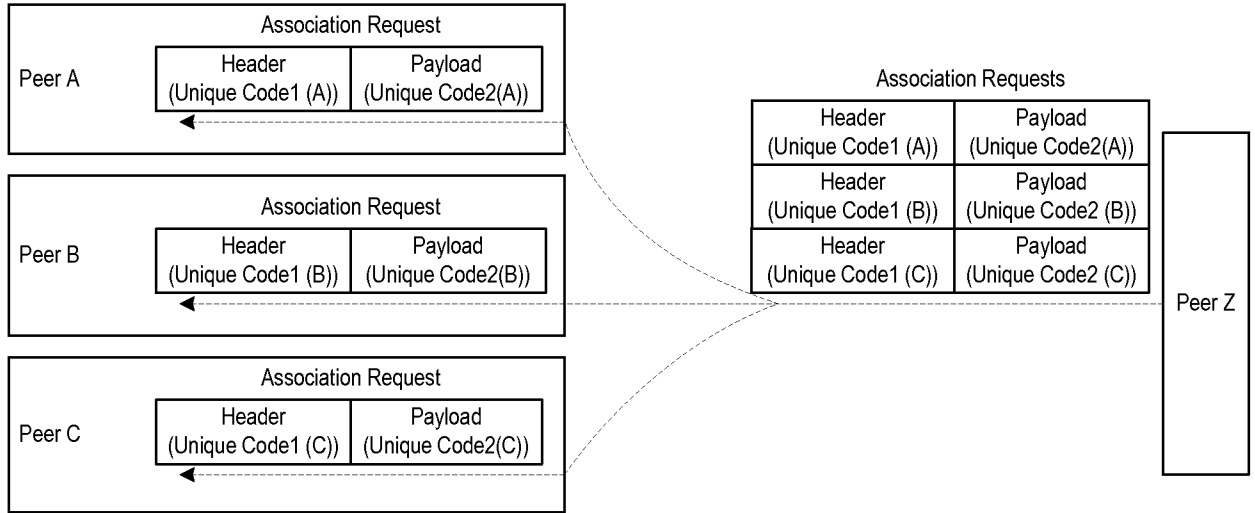 Association Request
Peer A
Header
(Unique Code1 (A))
Payload
(Unique Code2(A))
Association Request
Peer B
Header
(Unique Code1 (B))
Payload
(Unique Code2(B))
Association Request
Peer C
Header
(Unique Code1 (C))
Payload
(Unique Code2(C))
Association Requests
Header
(Unique Code1 (A))
Payload
(Unique Code2(A))
Header
(Unique Code1 (B))
Payload
(Unique Code2 (B))
Header
(Unique Code1 (C))
Payload
(Unique Code2 (C))
Peer Z